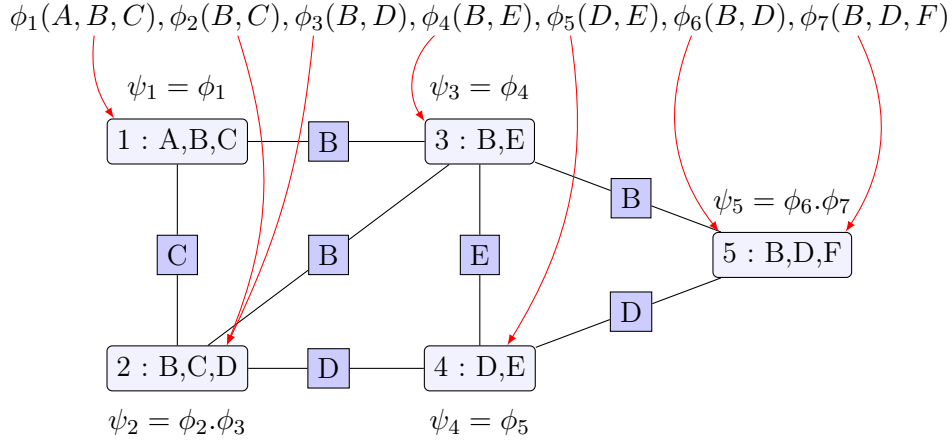 ϕ₁(A, B, C), ϕ₂(B, C), ϕ₃(B, D), ϕ₄(B, E), ϕ₅(D, E), ϕ₆(B, D), ϕ₇(B, D, F)
ψ₁ = ϕ₁
ψ₃ = ϕ₄
1 : A,B,C
B
3 : B,E
B
ψ₅ = ϕ₆.ϕ₇
C
B
E
5 : B,D,F
D
2 : B,C,D
D
4 : D,E
ψ₂ = ϕ₂.ϕ₃
ψ₄ = ϕ₅